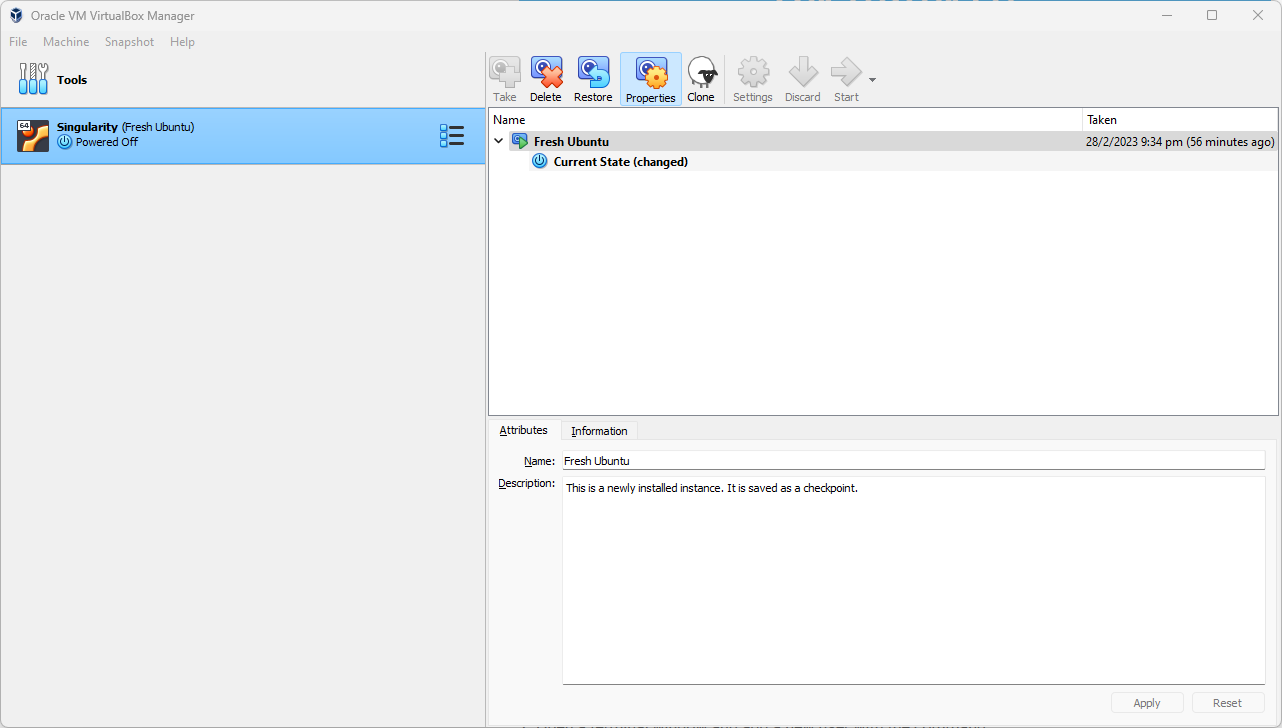 Oracle VM VirtualBox Manager
File Machine Snapshot Help
Tools
Take Delete Restore Properties Clone Settings Discard Start
64
Singularity (Fresh Ubuntu)
Powered Off
Name Taken
Fresh Ubuntu 28/2/2023 9:34 pm (56 minutes ago)
Current State (changed)
Attributes Information
Name: Fresh Ubuntu
Description: This is a newly installed instance. It is saved as a checkpoint.
Apply Reset